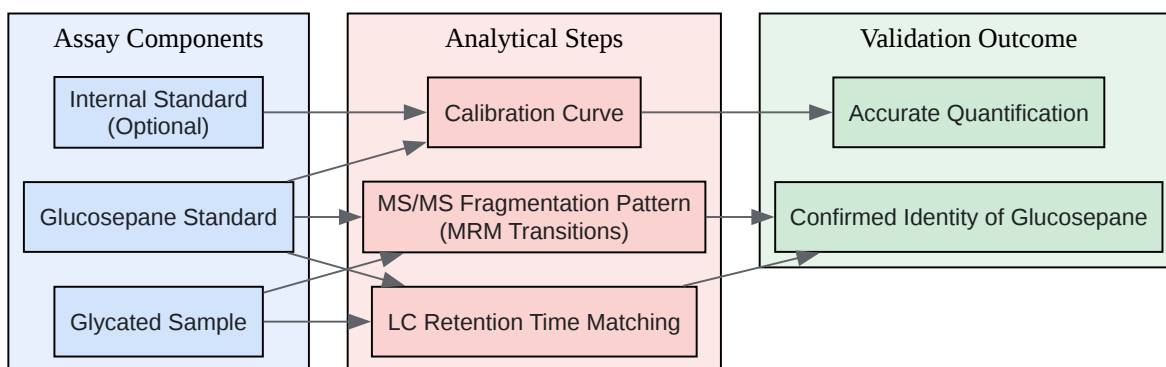 Assay Components
Internal Standard
(Optional)
Glucosepane Standard
Glycated Sample
Analytical Steps
Calibration Curve
MS/MS Fragmentation Pattern
(MRM Transitions)
LC Retention Time Matching
Validation Outcome
Accurate Quantification
Confirmed Identity of Glucosepane